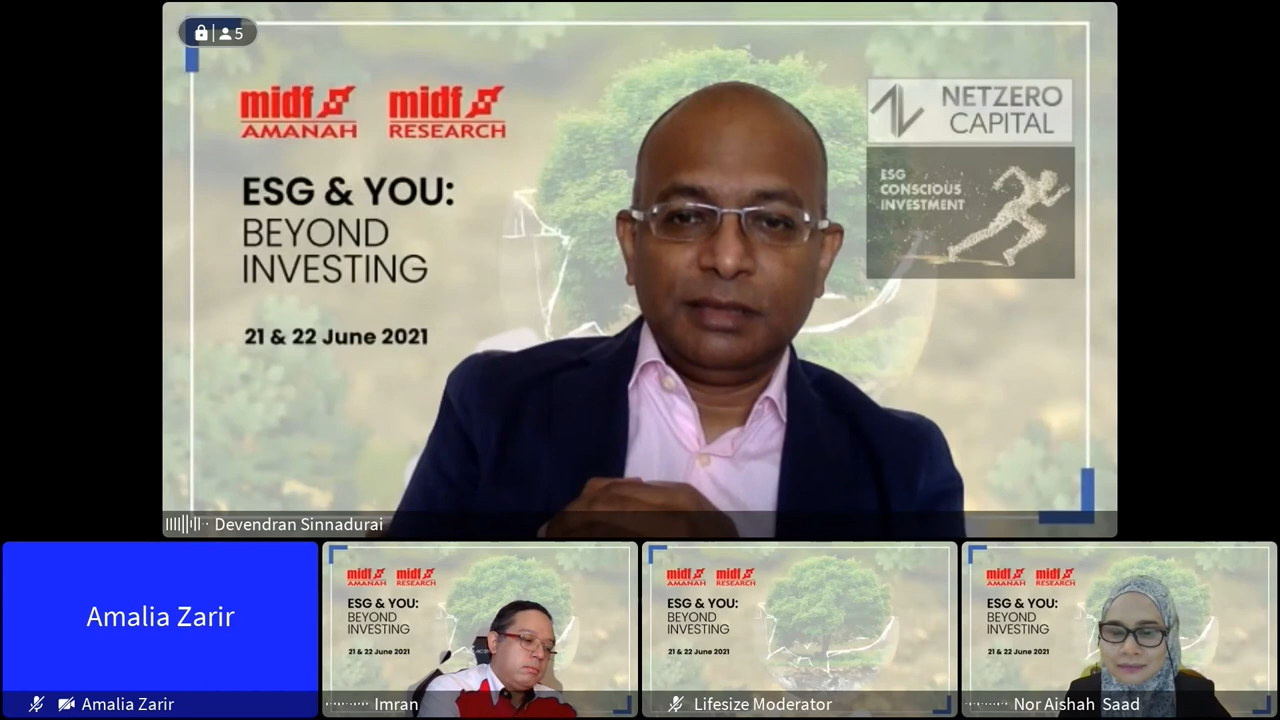 5
midf
AMANAH
midf
RESEARCH
ESG & YOU:
BEYOND
INVESTING
21 & 22 June 2021
NETZERO
CAPITAL
ESG
CONSCIOUS
INVESTMENT
Devendran Sinnadurai
Amalia Zarir
Amalia Zarir
midf
AMANAH
midf
RESEARCH
ESG & YOU:
BEYOND
INVESTING
21 & 22 June 2021
Imran
midf
AMANAH
midf
RESEARCH
ESG & YOU:
BEYOND
INVESTING
21 & 22 June 2021
Lifesize Moderator
midf
AMANAH
midf
RESEARCH
ESG & YOU:
BEYOND
INVESTING
21 & 22 June 2021
Nor Aishah Saad